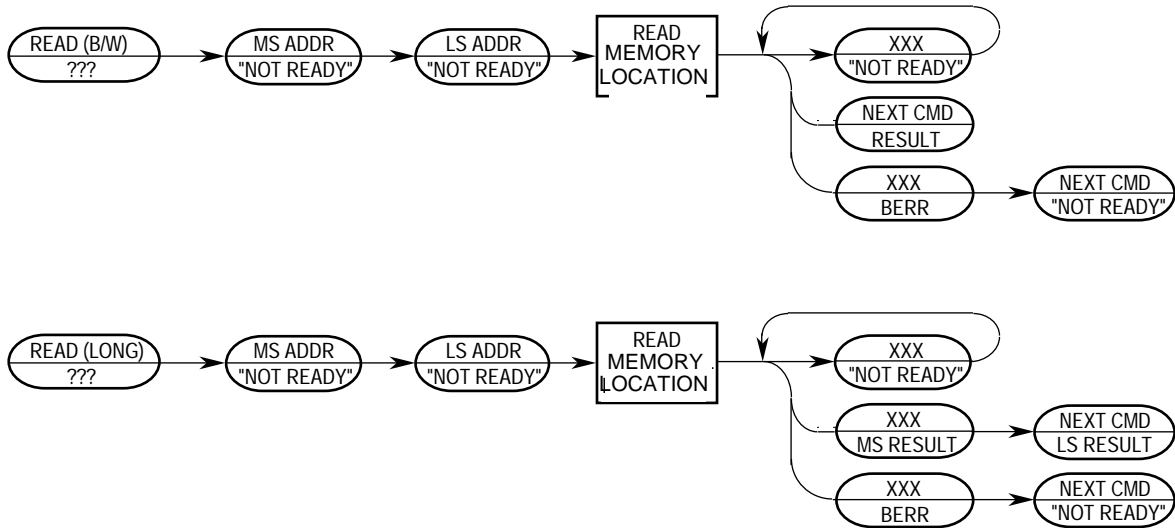 READ (B/W)
???
MS ADDR
"NOT READY"
LS ADDR
"NOT READY"
READ
MEMORY
LOCATION
XXX
"NOT READY"
NEXT CMD
RESULT
XXX
BERR
NEXT CMD
"NOT READY"
READ (LONG)
???
MS ADDR
"NOT READY"
LS ADDR
"NOT READY"
READ
MEMORY
LOCATION
XXX
"NOT READY"
XXX
MS RESULT
NEXT CMD
LS RESULT
XXX
BERR
NEXT CMD
"NOT READY"